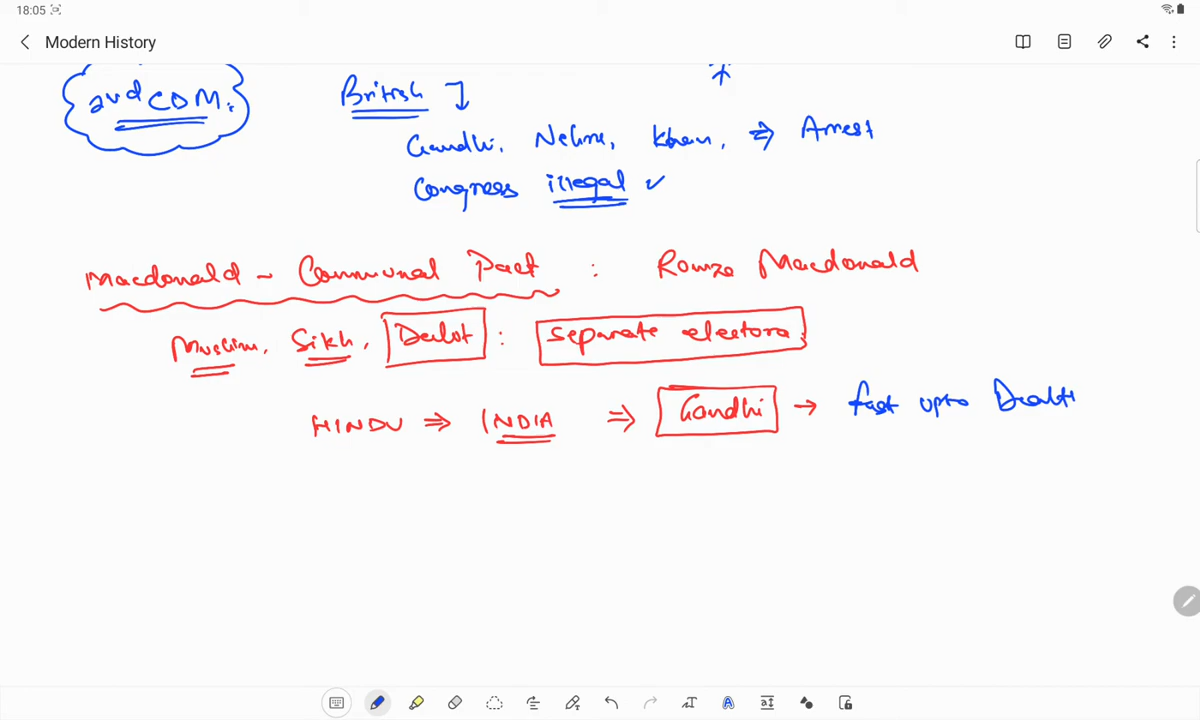 18:05
Modern History
2nd CDM.
British
Gandhi, Nehru, Khan, ⇒ Arrest
Congress illegal ✓
Macdonald - Communal Pact : Ramze Macdonald
Muslim, Sikh, Dalit : separate electora
HINDU ⇒ INDIA ⇒ Gandhi → fast upto Death